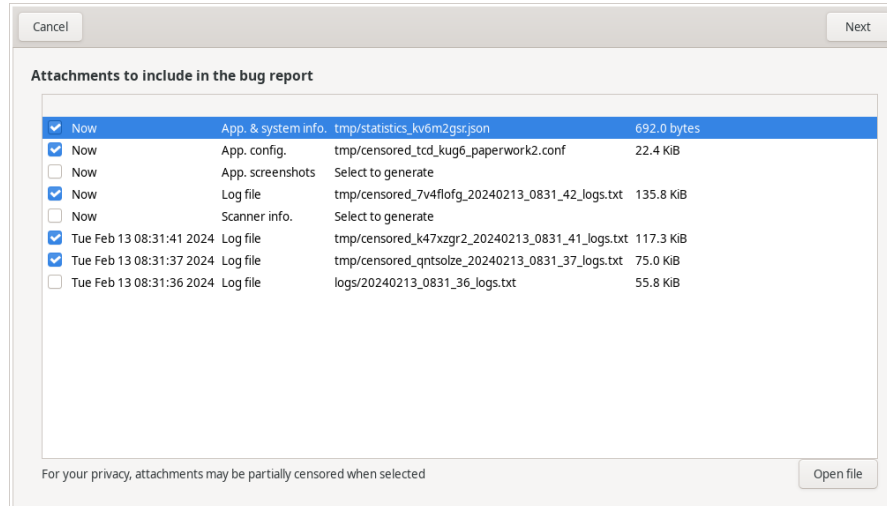 Cancel Next
Attachments to include in the bug report
Now App. & system info. tmp/statistics_kv6m2gsr.json 692.0 bytes
Now App. config. tmp/censored_tcd_kug6_paperwork2.conf 22.4 KiB
Now App. screenshots Select to generate
Now Log file tmp/censored_7v4flofg_20240213_0831_42_logs.txt 135.8 KiB
Now Scanner info. Select to generate
Tue Feb 13 08:31:41 2024 Log file tmp/censored_k47xzgr2_20240213_0831_41_logs.txt 117.3 KiB
Tue Feb 13 08:31:37 2024 Log file tmp/censored_qntsolze_20240213_0831_37_logs.txt 75.0 KiB
Tue Feb 13 08:31:36 2024 Log file logs/20240213_0831_36_logs.txt 55.8 KiB
For your privacy, attachments may be partially censored when selected Open file